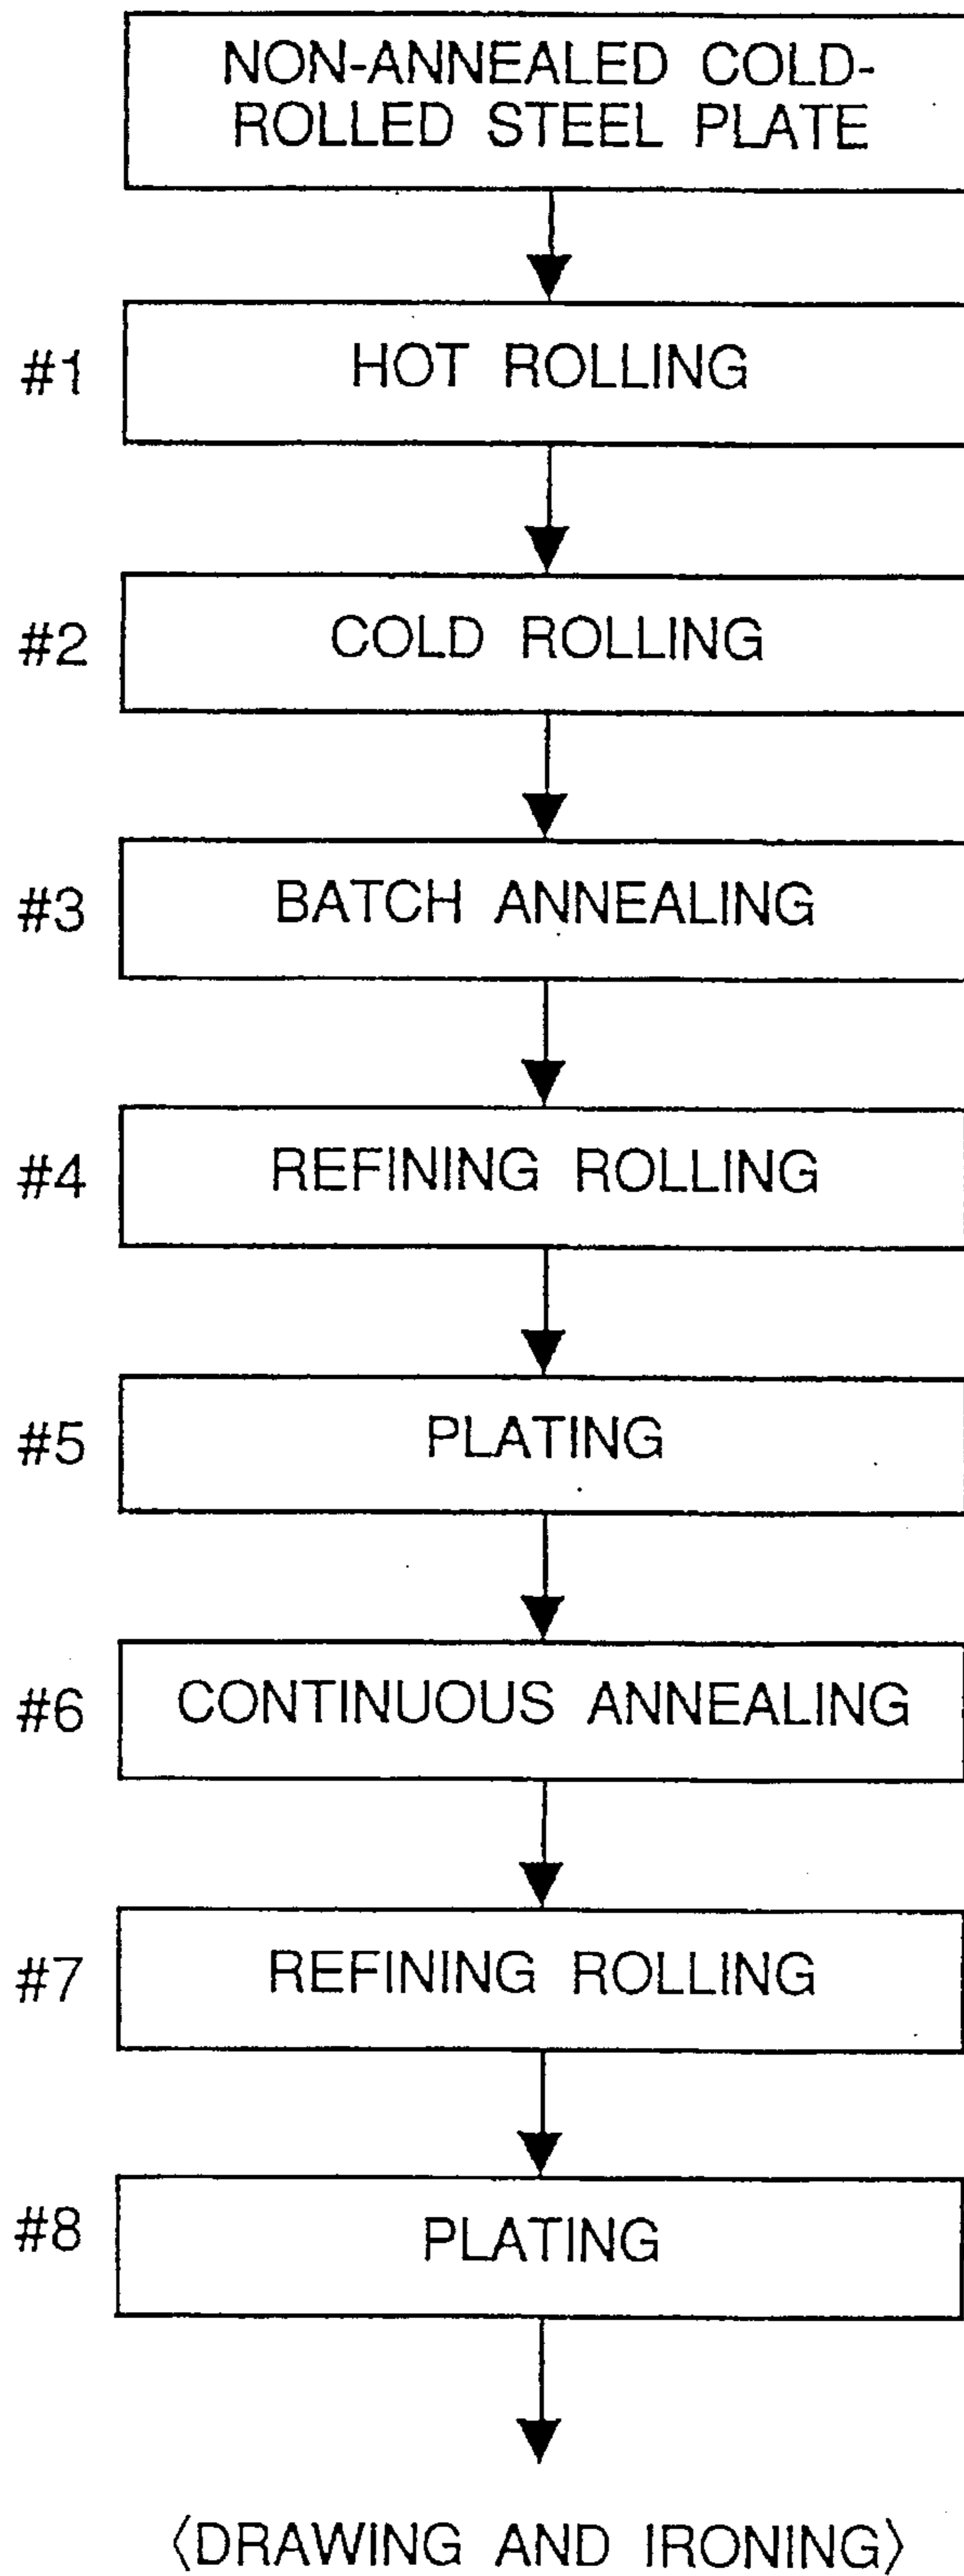 NON-ANNEALED COLD-
ROLLED STEEL PLATE
#1 HOT ROLLING
#2 COLD ROLLING
#3 BATCH ANNEALING
#4 REFINING ROLLING
#5 PLATING
#6 CONTINUOUS ANNEALING
#7 REFINING ROLLING
#8 PLATING
〈DRAWING AND IRONING〉